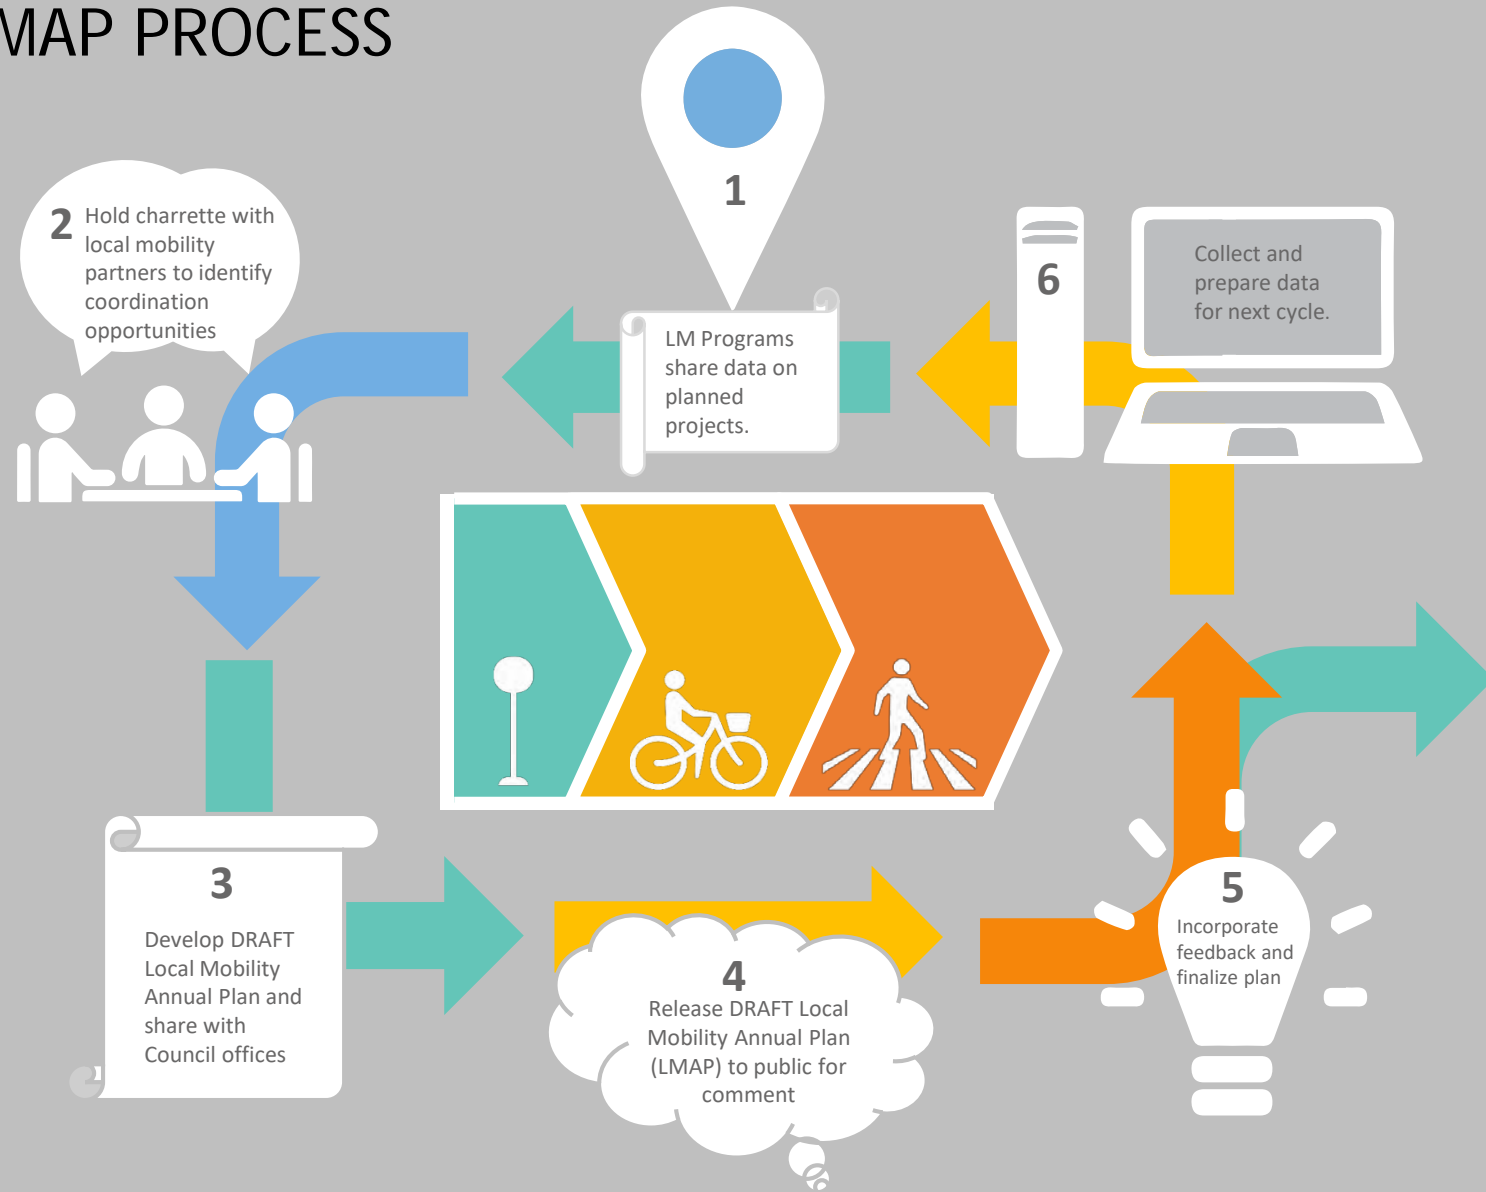 MAP PROCESS
1
LM Programs
share data on
planned
projects.
2
Hold charrette with
local mobility
partners to identify
coordination
opportunities
3
Develop DRAFT
Local Mobility
Annual Plan and
share with
Council offices
4
Release DRAFT Local
Mobility Annual Plan
(LMAP) to public for
comment
5
Incorporate
feedback and
finalize plan
6
Collect and
prepare data
for next cycle.